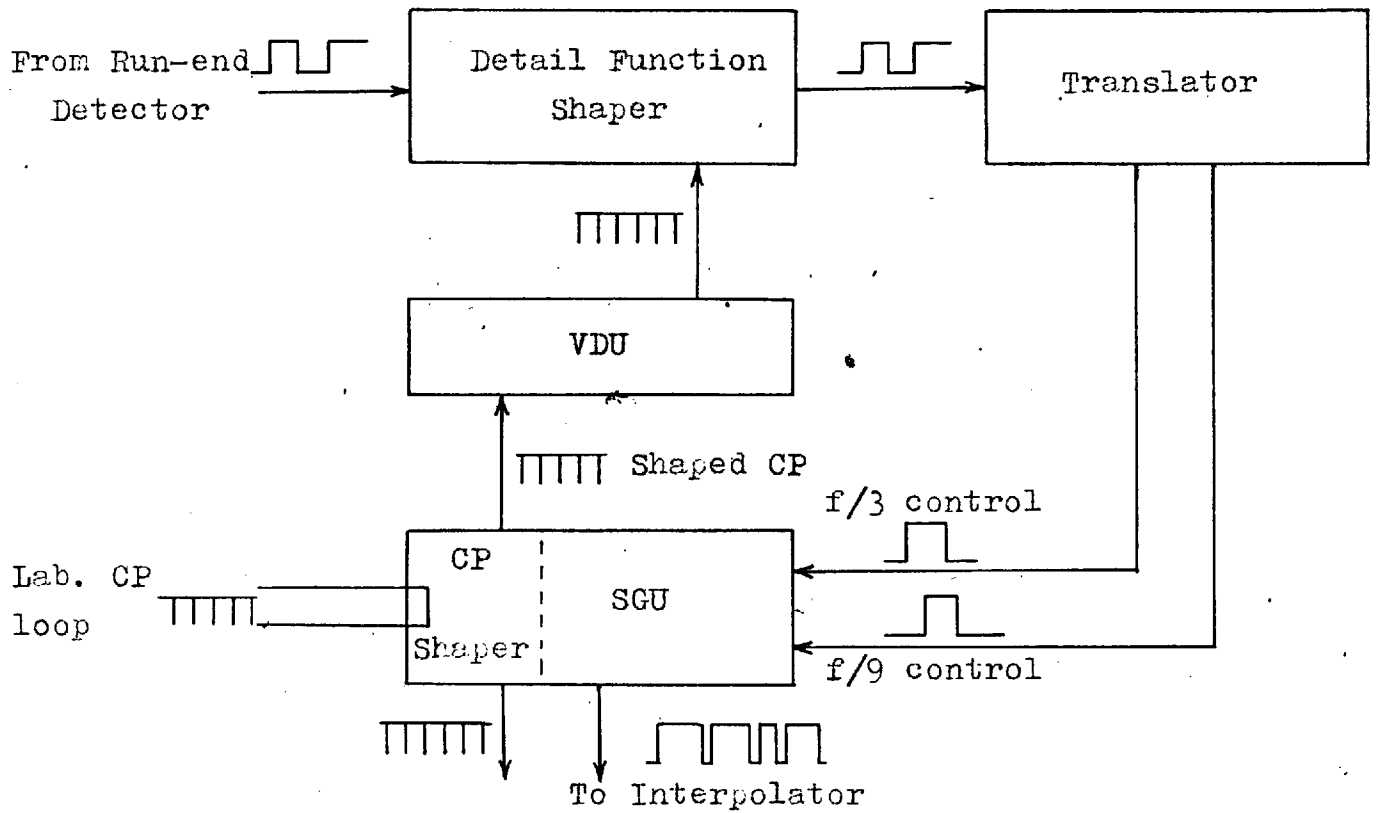 From Run-end
Detector
Detail Function
Shaper
Translator
VDU
Shaped CP
f/3 control
Lab. CP
loop
CP
Shaper
SGU
f/9 control
To Interpolator